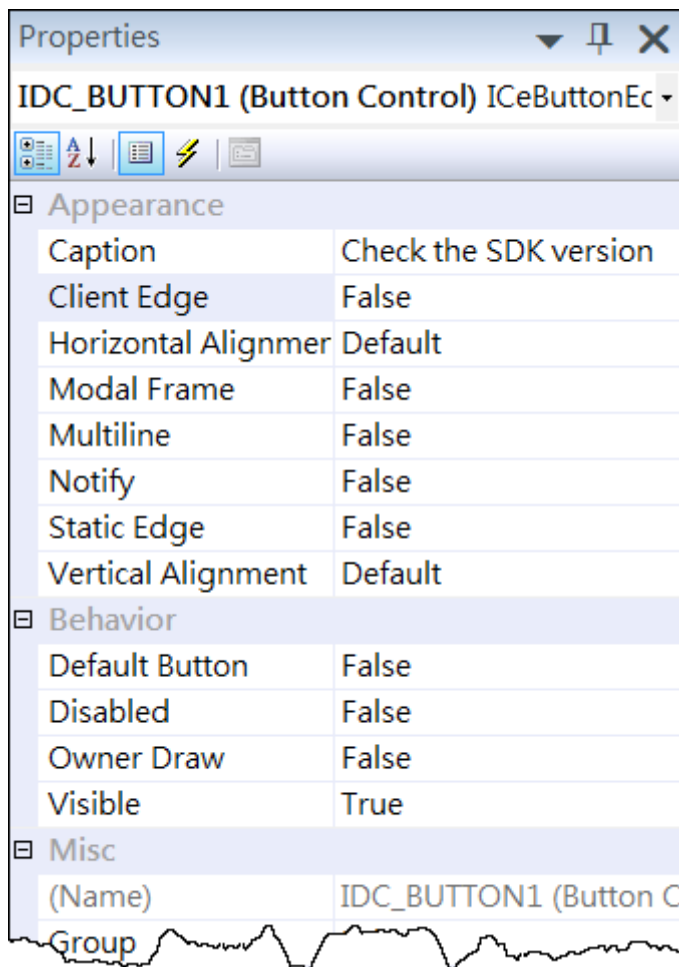 Properties
IDC_BUTTON1 (Button Control) ICeButtonEc
A Z
Appearance
Caption Check the SDK version
Client Edge False
Horizontal Alignmer Default
Modal Frame False
Multiline False
Notify False
Static Edge False
Vertical Alignment Default
Behavior
Default Button False
Disabled False
Owner Draw False
Visible True
Misc
(Name) IDC_BUTTON1 (Button C
Group